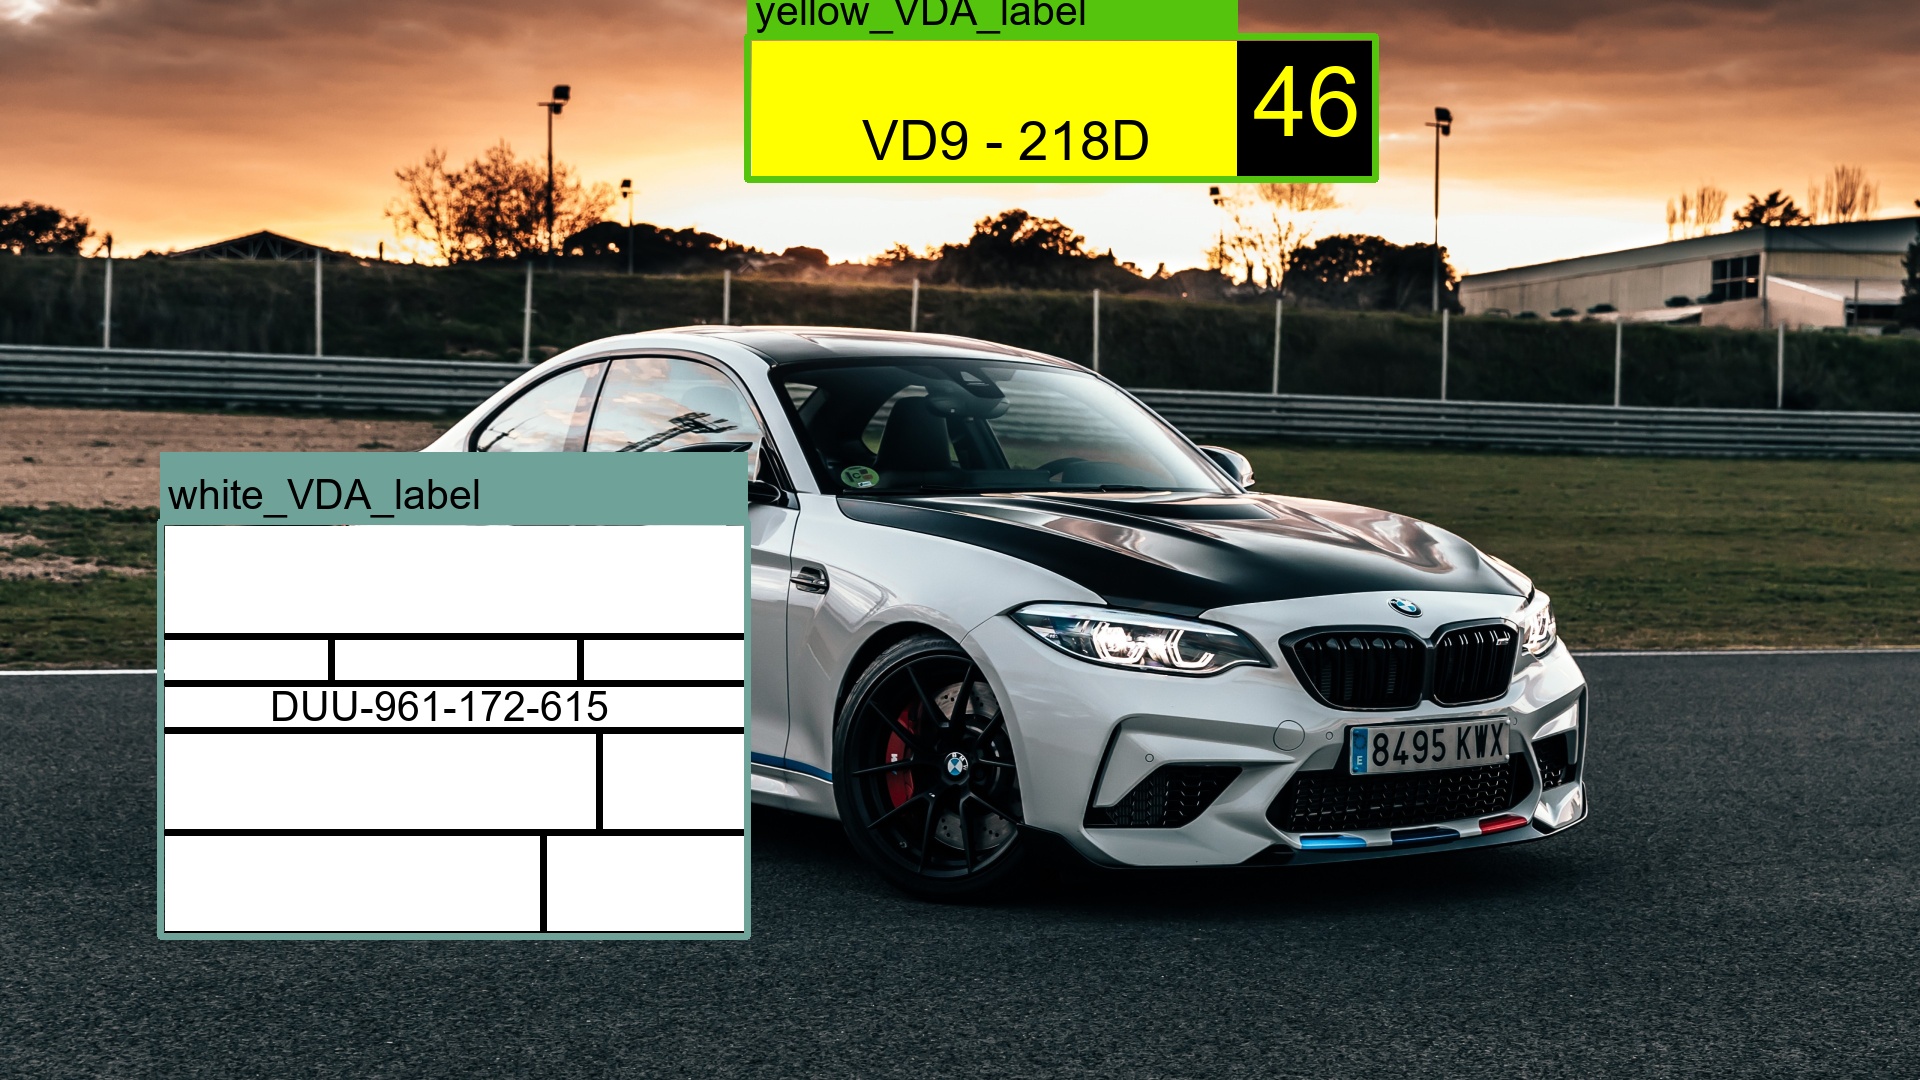 yellow_VDA_label
VD9 - 218D
46
white_VDA_label
DUU-961-172-615
8495 KWX